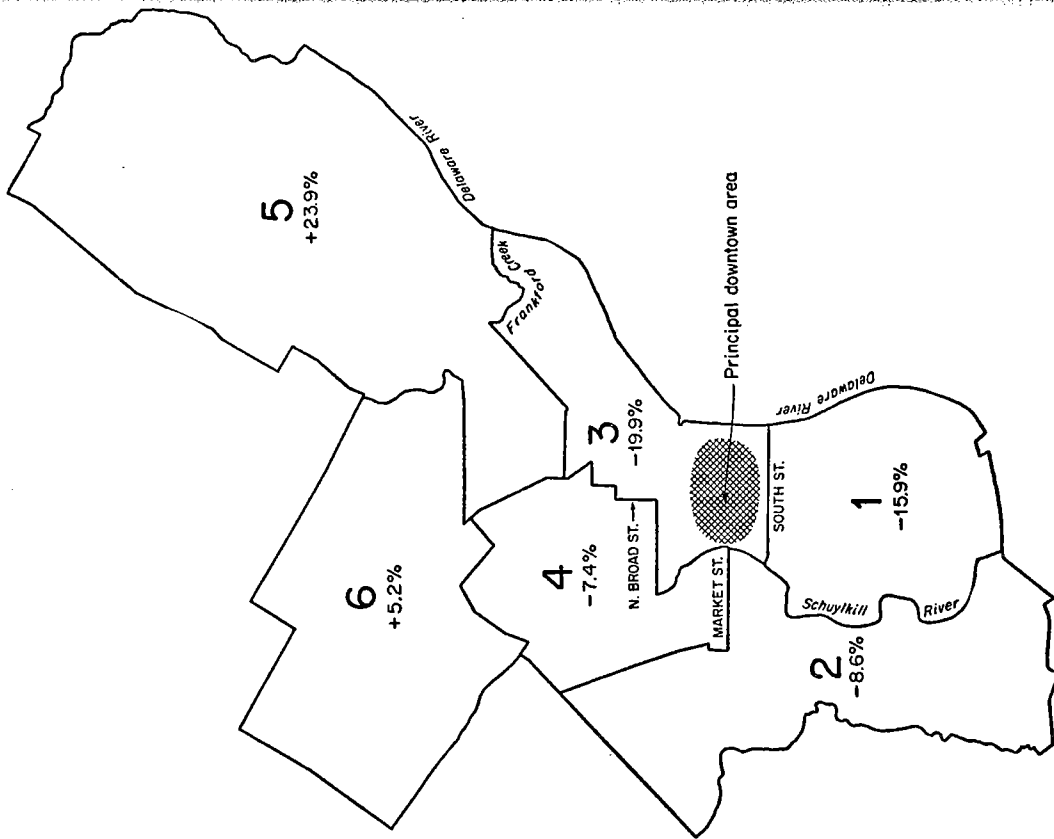 5
+23.9%
Delaware River
Frankford Creek
6
+5.2%
3
-19.9%
4
-7.4%
N. BROAD ST.
Principal downtown area
MARKET ST.
SOUTH ST.
Delaware River
1
-15.9%
Schuylkill River
2
-8.6%